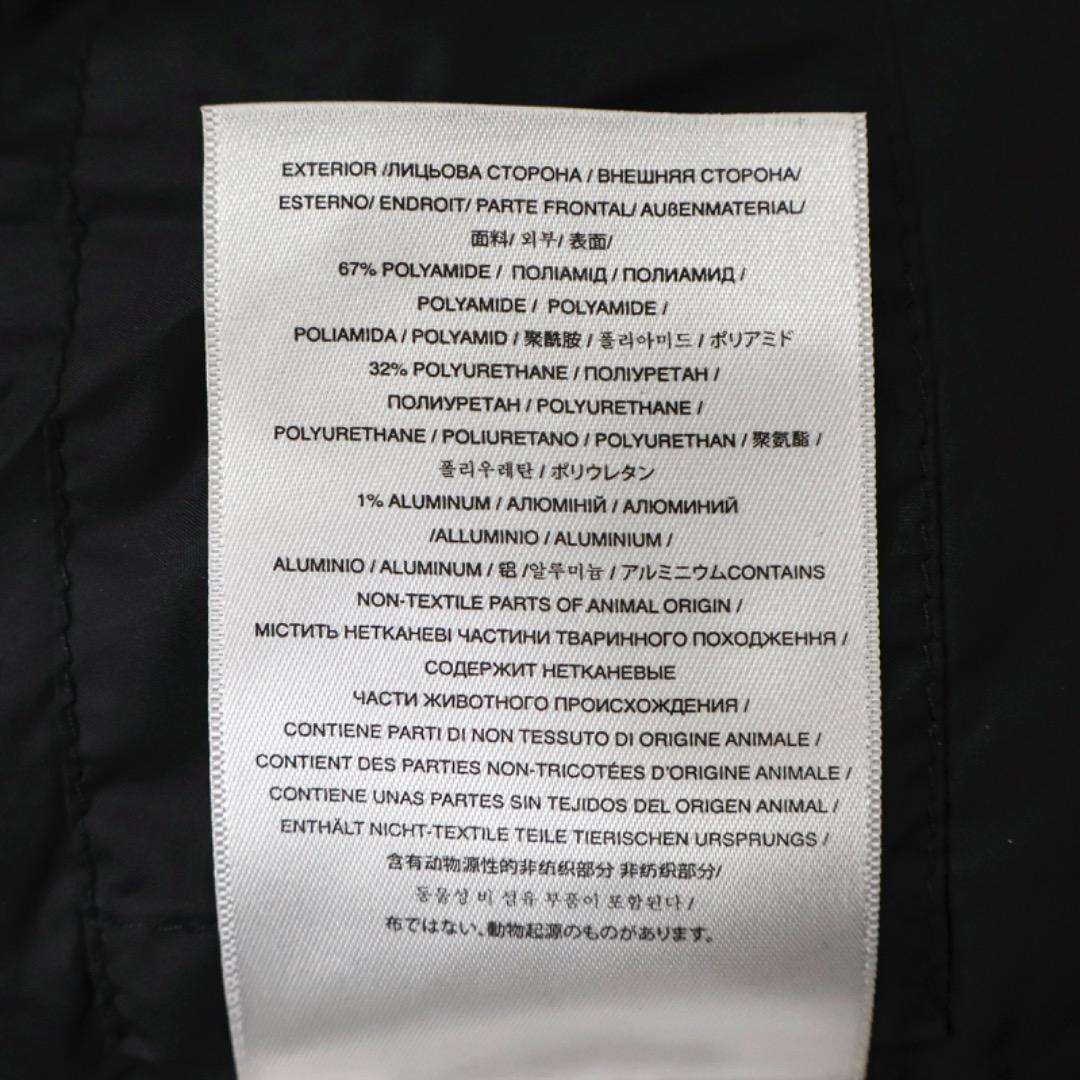 EXTERIOR /ЛИЦЬОВА СТОРОНА / ВНЕШНЯЯ СТОРОНА/
ESTERNO/ ENDROIT/ PARTE FRONTAL/ AUßENMATERIAL/
面料/ 외부/ 表面/
67% POLYAMIDE / ПОЛІАМІД / ПОЛИАМИД /
POLYAMIDE / POLYAMIDE /
POLIAMIDA / POLYAMID / 聚酰胺 / 폴리아미드 / ポリアミド
32% POLYURETHANE / ПОЛІУРЕТАН /
ПОЛИУРЕТАН / POLYURETHANE /
POLYURETHANE / POLIURETANO / POLYURETHAN / 聚氨酯 /
폴리우레탄 / ポリウレタン
1% ALUMINUM / АЛЮМІНІЙ / АЛЮМИНИЙ
/ALLUMINIO / ALUMINIUM /
ALUMINIO / ALUMINUM / 铝 /알루미늄 / アルミニウムCONTAINS
NON-TEXTILE PARTS OF ANIMAL ORIGIN /
МІСТИТЬ НЕТКАНЕВІ ЧАСТИНИ ТВАРИННОГО ПОХОДЖЕННЯ /
СОДЕРЖИТ НЕТКАНЕВЫЕ
ЧАСТИ ЖИВОТНОГО ПРОИСХОЖДЕНИЯ /
CONTIENE PARTI DI NON TESSUTO DI ORIGINE ANIMALE /
CONTIENT DES PARTIES NON-TRICOTÉES D'ORIGINE ANIMALE /
CONTIENE UNAS PARTES SIN TEJIDOS DEL ORIGEN ANIMAL /
ENTHÄLT NICHT-TEXTILE TEILE TIERISCHEN URSPRUNGS /
含有动物源性的非纺织部分 非纺织部分/
동물성 비 섬유 부품이 포함된다 /
布ではない、動物起源のものがあります。